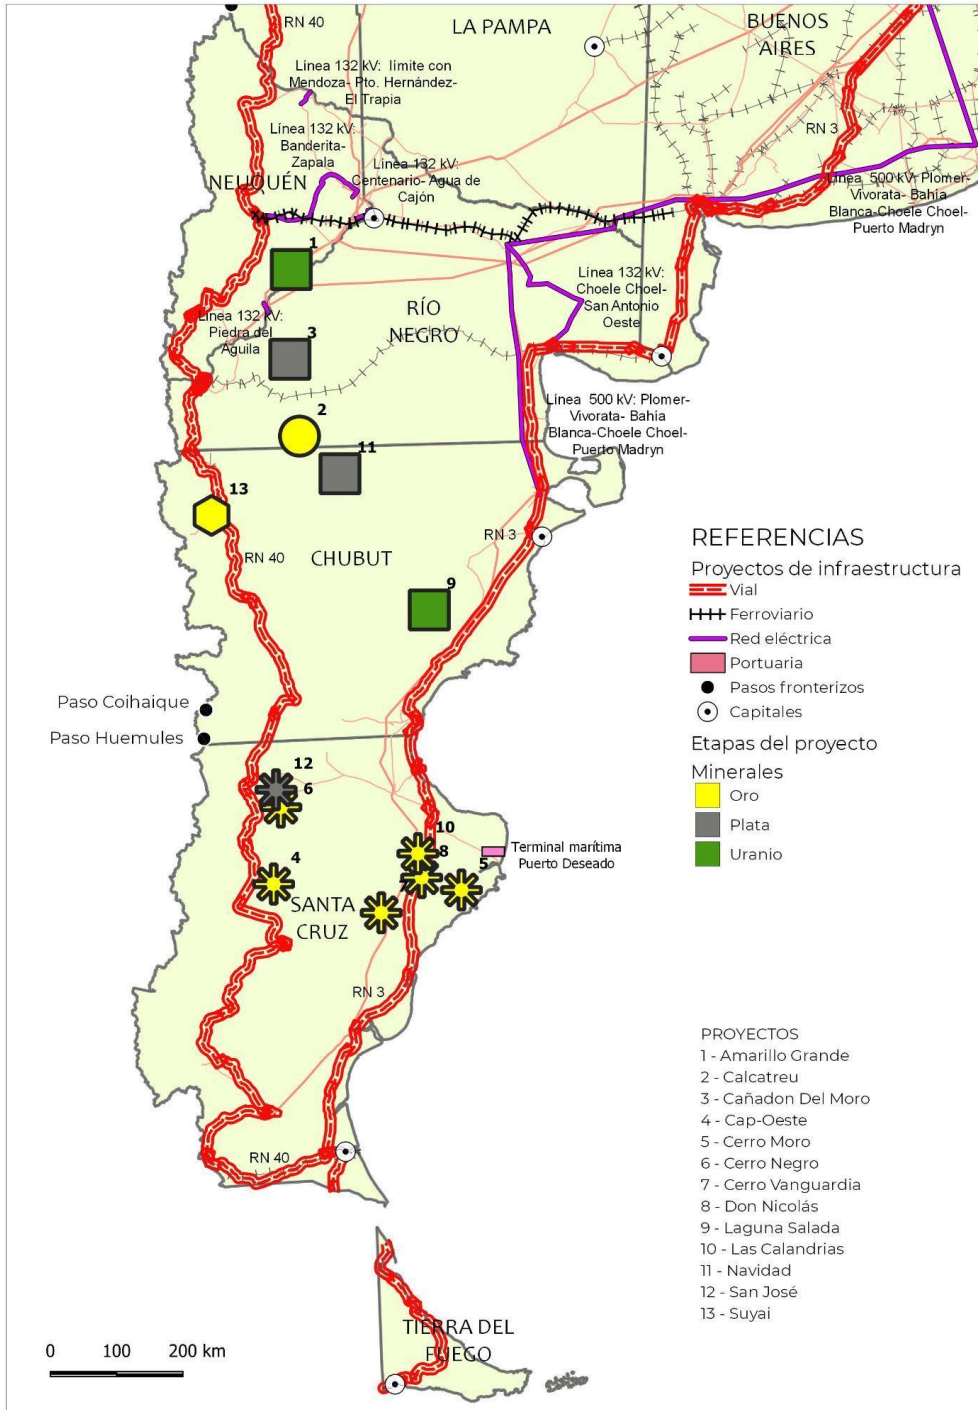 RN 40
LA PAMPA
BUENOS
AIRES
Línea 132 kV:  límite con
Mendoza- Pto. Hernández-
El Trapia
RN 3
Línea 132 kV:
Banderita-
Zapala
Línea 132 kV:
Centenario- Agua de
Cajón
NEUQUÉN
Línea  500 kV: Plomer-
Vivorata- Bahía
Blanca-Choele Choel-
Puerto Madryn
1
Línea 132 kV:
Choele Choel-
San Antonio
Oeste
RÍO
NEGRO
Línea 132 kV:
Piedra del
Aguila
3
2
Línea  500 kV: Plomer-
Vivorata- Bahía
Blanca-Choele Choel-
Puerto Madryn
11
13
RN 3
RN 40
CHUBUT
9
REFERENCIAS
Proyectos de infraestructura
Vial
Ferroviario
Red eléctrica
Portuaria
Pasos fronterizos
Capitales
Etapas del proyecto
Minerales
Oro
Plata
Uranio
Paso Coihaique
Paso Huemules
12
6
10
8
5
Terminal marítima
Puerto Deseado
4
7
SANTA
CRUZ
RN 3
RN 40
PROYECTOS
1 - Amarillo Grande
2 - Calcatreu
3 - Cañadon Del Moro
4 - Cap-Oeste
5 - Cerro Moro
6 - Cerro Negro
7 - Cerro Vanguardia
8 - Don Nicolás
9 - Laguna Salada
10 - Las Calandrias
11 - Navidad
12 - San José
13 - Suyai
TIERRA DEL
FUEGO
0 100 200 km